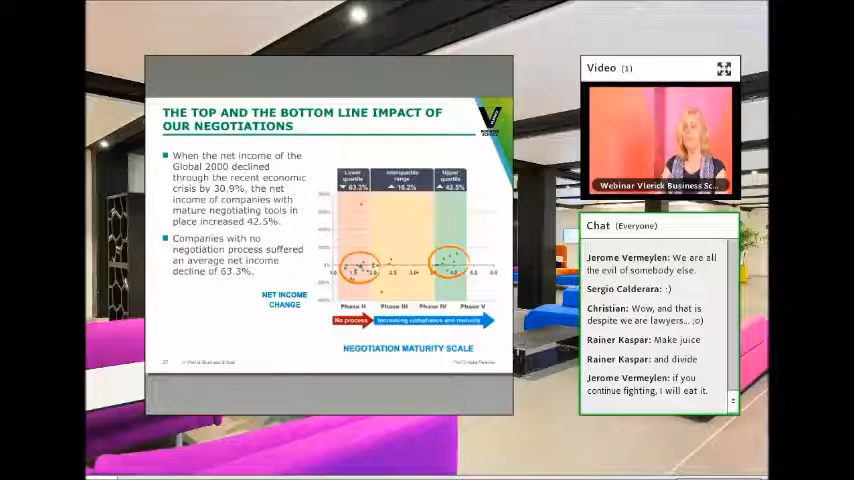 THE TOP AND THE BOTTOM LINE IMPACT OF
OUR NEGOTIATIONS
When the net income of the
Global 2000 declined
through the recent economic
crisis by 30.9%, the net
income of companies with
mature negotiating tools in
place increased 42.5%.
Companies with no
negotiation process suffered
an average net income
decline of 63.3%.
NET INCOME
CHANGE
Lower
quartile
63.3%
Interquartile
range
16.2%
Upper
quartile
42.5%
Phase II
Phase III
Phase IV
Phase V
No process
Increasing compliance and maturity
NEGOTIATION MATURITY SCALE
27
© Vlerick Business School
Video (1)
Webinar Vlerick Business Sc...
Chat (Everyone)
Jerome Vermeylen: We are all
the evil of somebody else.
Sergio Calderara: :)
Christian: Wow, and that is
despite we are lawyers... ;o)
Rainer Kaspar: Make juice
Rainer Kaspar: and divide
Jerome Vermeylen: if you
continue fighting, I will eat it.